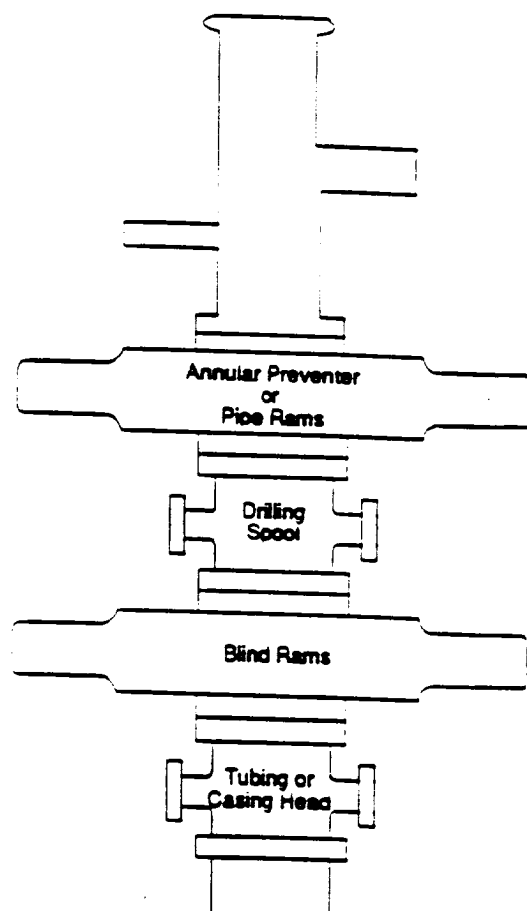 Annular Preventer
or
Pipe Rams
Drilling
Spool
Blind Rams
Tubing or
Casing Head